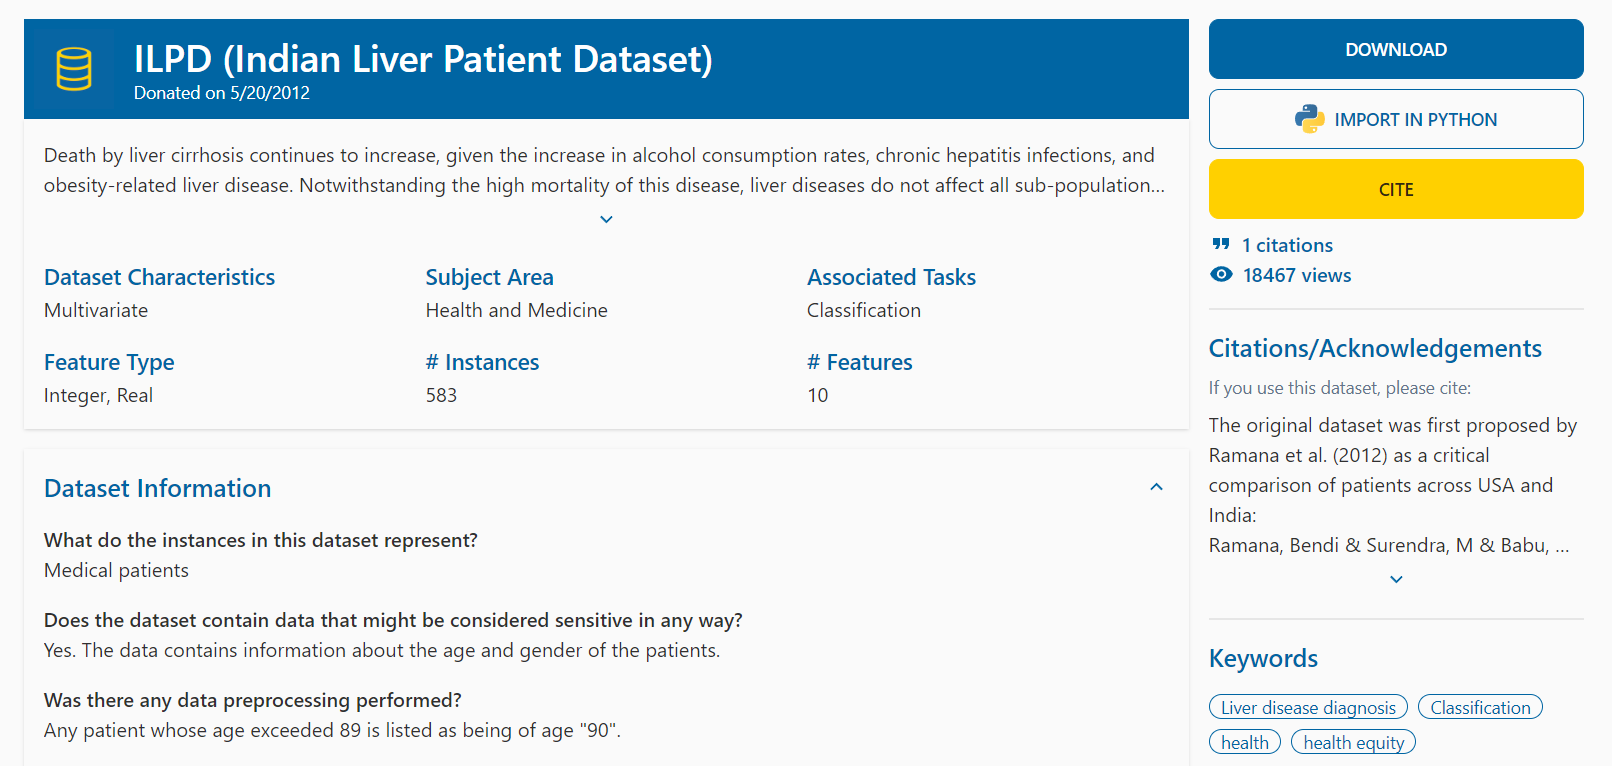 ILPD (Indian Liver Patient Dataset)
Donated on 5/20/2012
Death by liver cirrhosis continues to increase, given the increase in alcohol consumption rates, chronic hepatitis infections, and
obesity-related liver disease. Notwithstanding the high mortality of this disease, liver diseases do not affect all sub-population...
Dataset Characteristics
Multivariate
Subject Area
Health and Medicine
Associated Tasks
Classification
Feature Type
Integer, Real
# Instances
583
# Features
10
Dataset Information
What do the instances in this dataset represent?
Medical patients
Does the dataset contain data that might be considered sensitive in any way?
Yes. The data contains information about the age and gender of the patients.
Was there any data preprocessing performed?
Any patient whose age exceeded 89 is listed as being of age "90".
DOWNLOAD
IMPORT IN PYTHON
CITE
1 citations
18467 views
Citations/Acknowledgements
If you use this dataset, please cite:
The original dataset was first proposed by
Ramana et al. (2012) as a critical
comparison of patients across USA and
India:
Ramana, Bendi & Surendra, M & Babu, ...
Keywords
Liver disease diagnosis
Classification
health
health equity